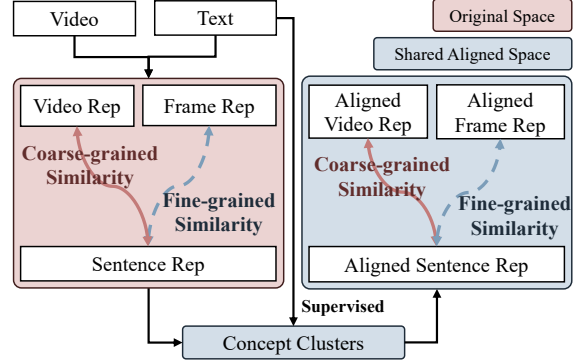 Video
Text
Original Space
Shared Aligned Space
Video Rep
Frame Rep
Coarse-grained
Similarity
Fine-grained
Similarity
Sentence Rep
Aligned
Video Rep
Aligned
Frame Rep
Coarse-grained
Similarity
Fine-grained
Similarity
Aligned Sentence Rep
Supervised
Concept Clusters